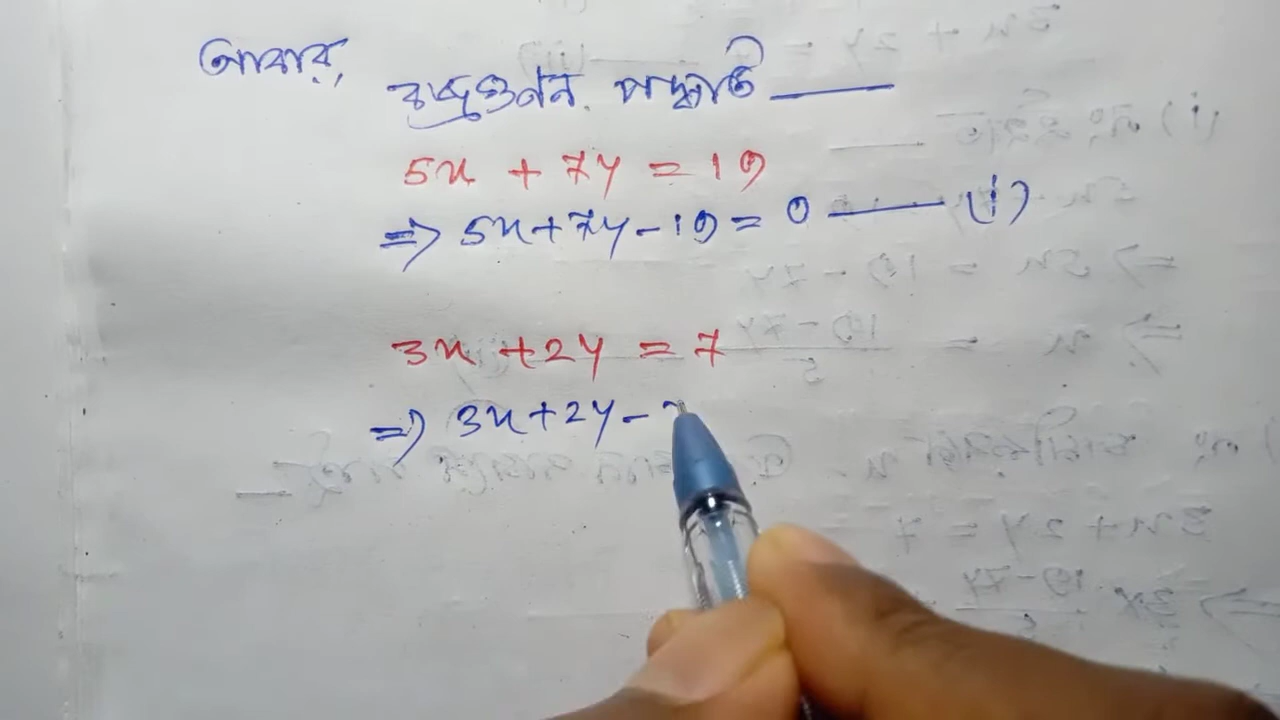 আবার,
বজ্রগুণন পদ্ধতি ———
5x + 7y = 19
=> 5x+7y-19=0 ——— (i)
3x +2y = 7
=> 3x+2y-